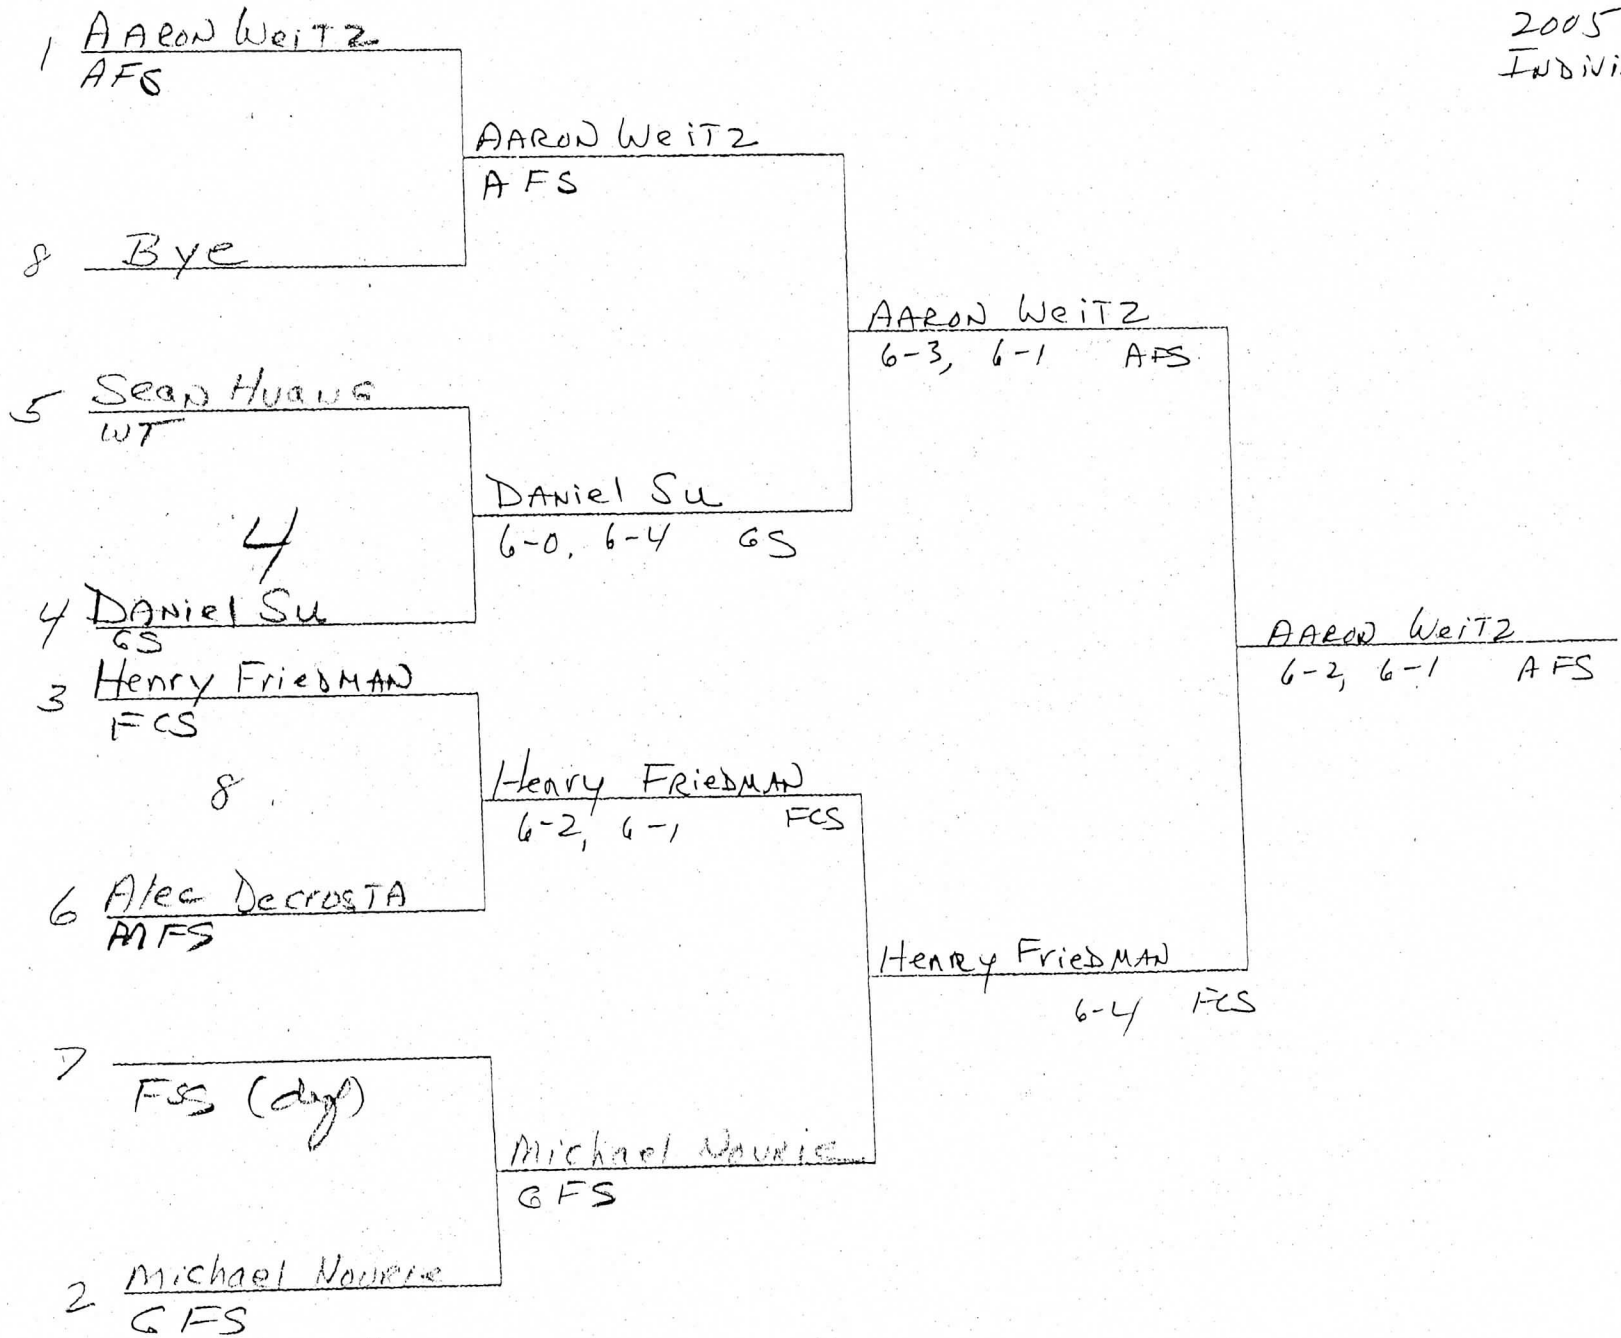 2005
1 AARON WeiTZ
AFS
AARON WeiTZ
AFS
8 Bye
AARON WeiTZ
6-3, 6-1 AFS
5 Sean Huang
WT
DANiel Su
6-0, 6-4 GS
4
4 DANiel Su
GS
AARON WeiTZ
6-2, 6-1 AFS
3 Henry FrieDMAN
FCS
8
Henry FRieDMAN
6-2, 6-1 FCS
6 Alec DecrosTA
MFS
Henry FrieDMAN
6-4 FCS
7
FSS
Michael Nourie
GFS
2 Michael Nourie
GFS